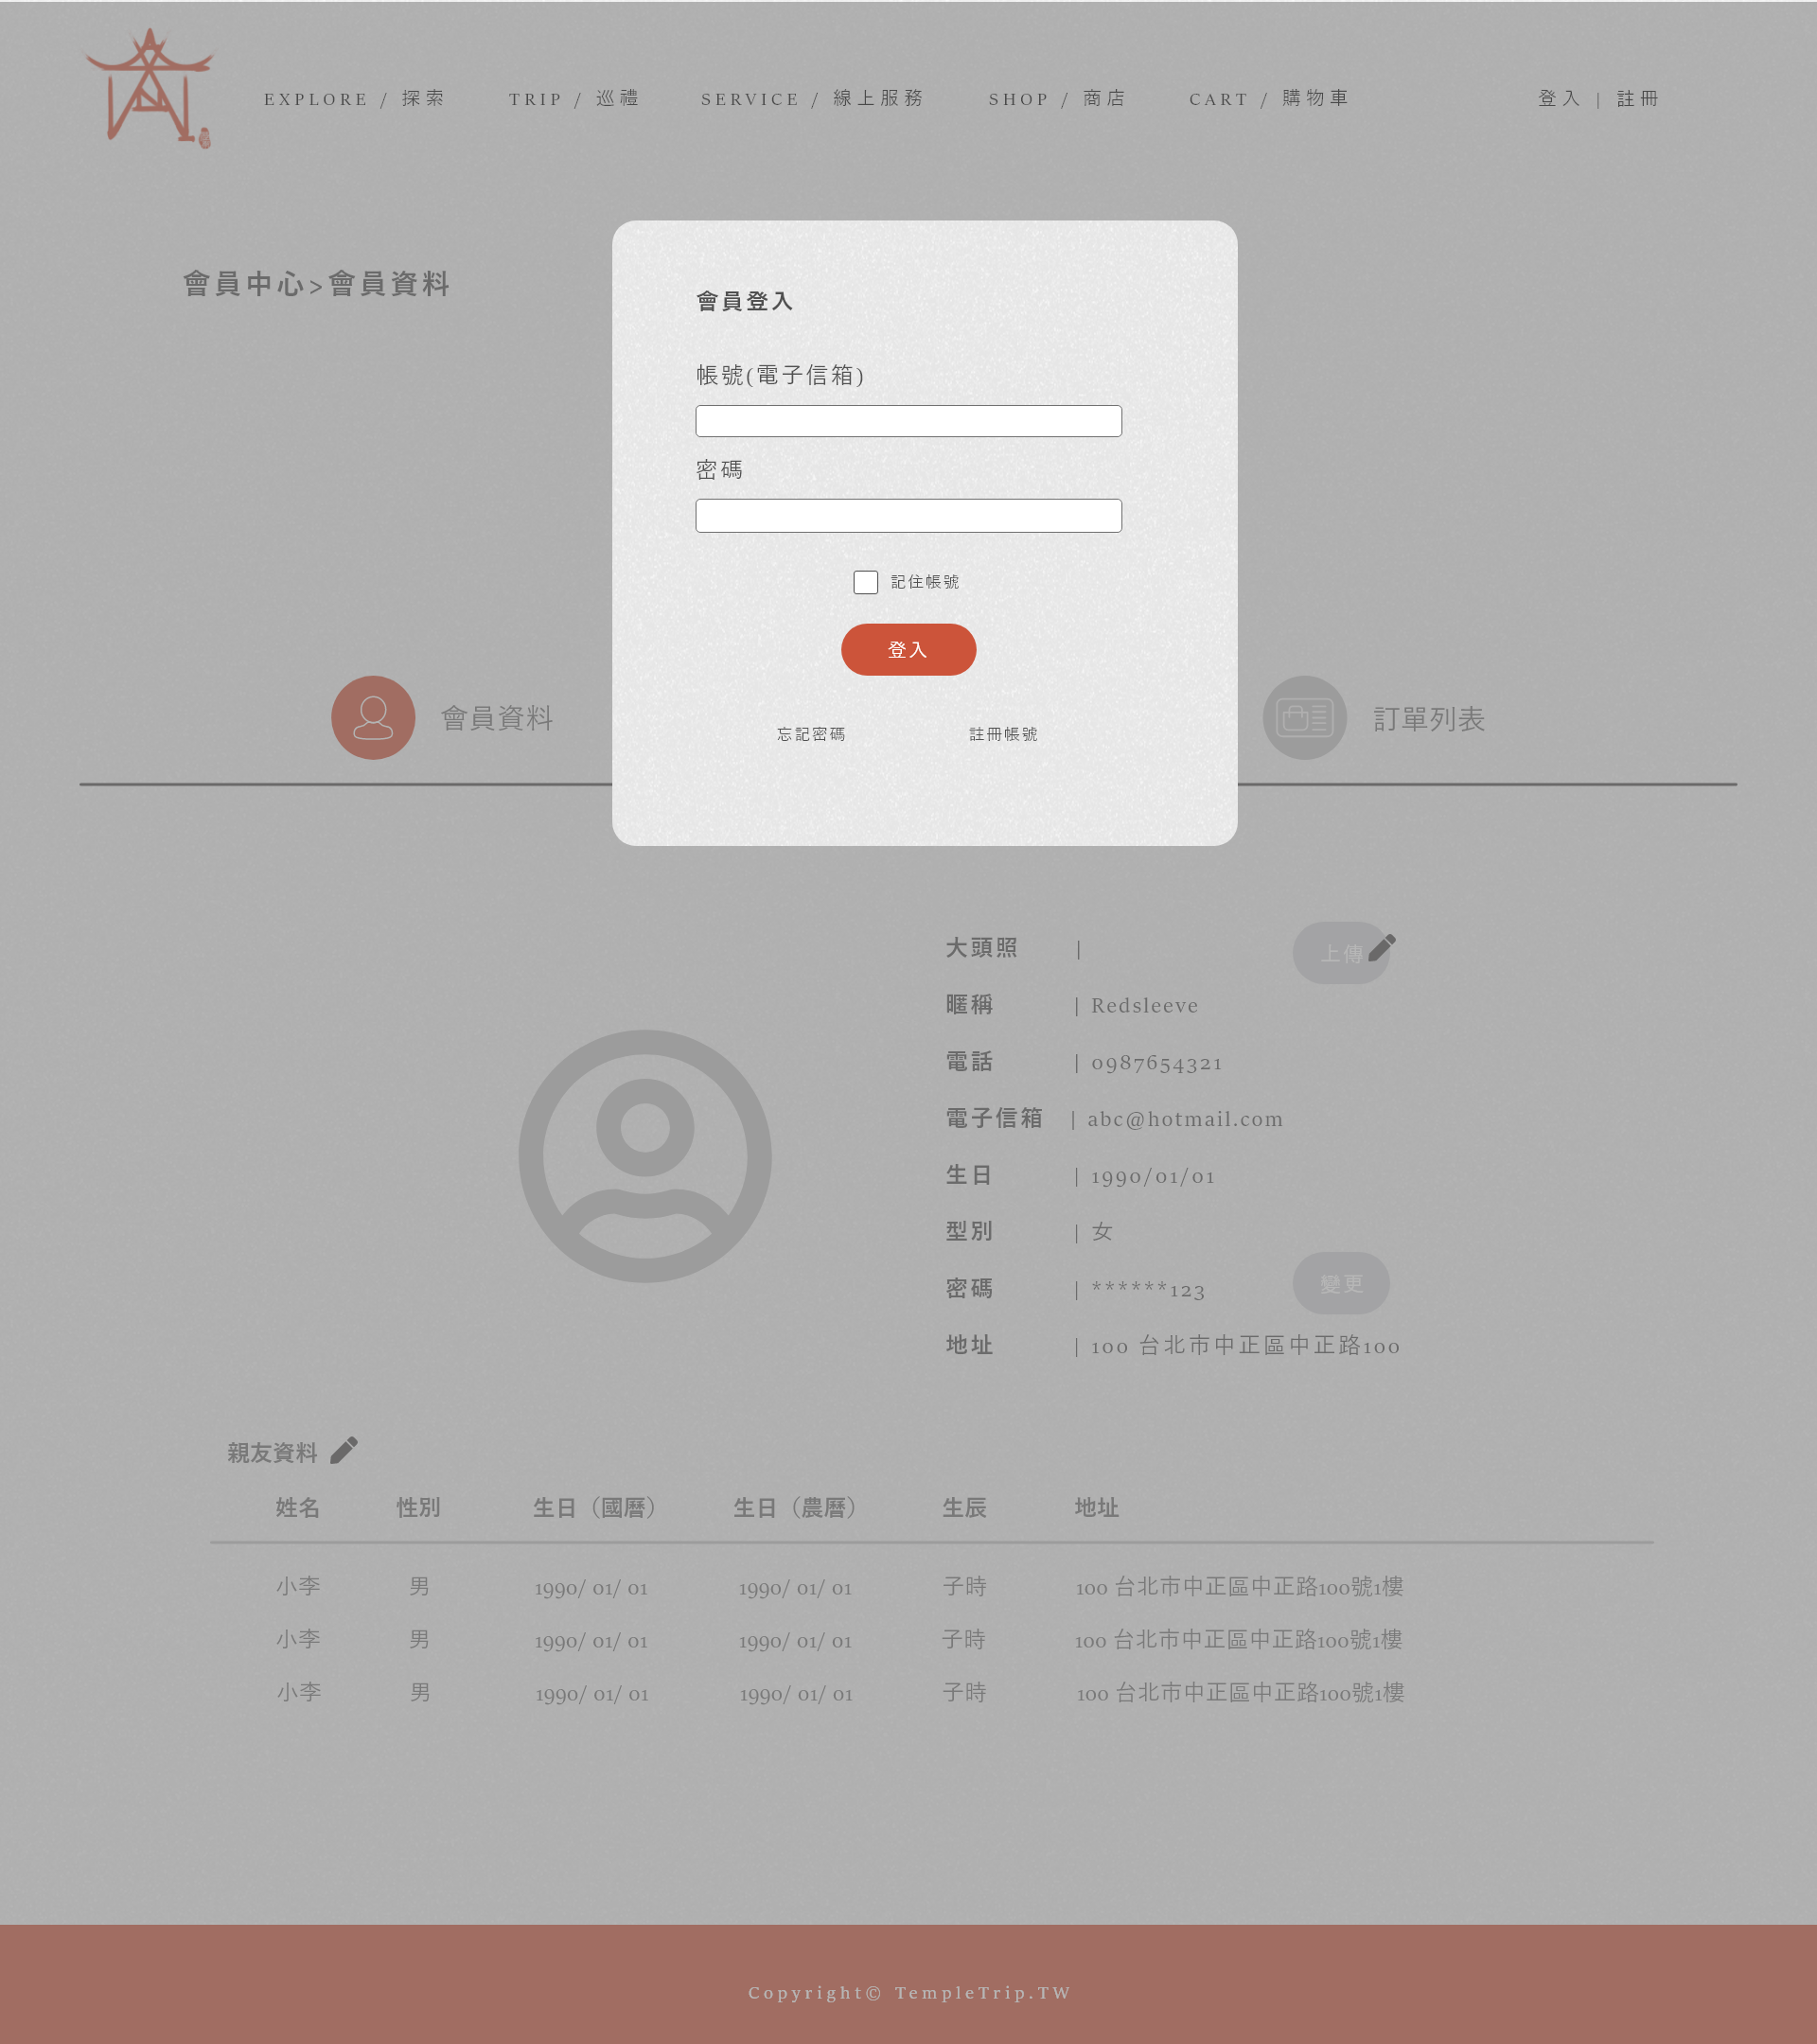 EXPLORE / 探索 TRIP / 巡禮 SERVICE / 線上服務 SHOP / 商店 CART / 購物車 登入 | 註冊
會員中心>會員資料
會員登入
帳號(電子信箱)
密碼
記住帳號
登入
忘記密碼 註冊帳號
會員資料 訂單列表
大頭照 | 上傳
暱稱 | Redsleeve
電話 | 0987654321
電子信箱 | abc@hotmail.com
生日 | 1990/01/01
型別 | 女
密碼 | ******123 變更
地址 | 100 台北市中正區中正路100
親友資料
姓名 性別 生日（國曆） 生日（農曆） 生辰 地址
小李 男 1990/ 01/ 01 1990/ 01/ 01 子時 100 台北市中正區中正路100號1樓
小李 男 1990/ 01/ 01 1990/ 01/ 01 子時 100 台北市中正區中正路100號1樓
小李 男 1990/ 01/ 01 1990/ 01/ 01 子時 100 台北市中正區中正路100號1樓
Copyright© TempleTrip.TW